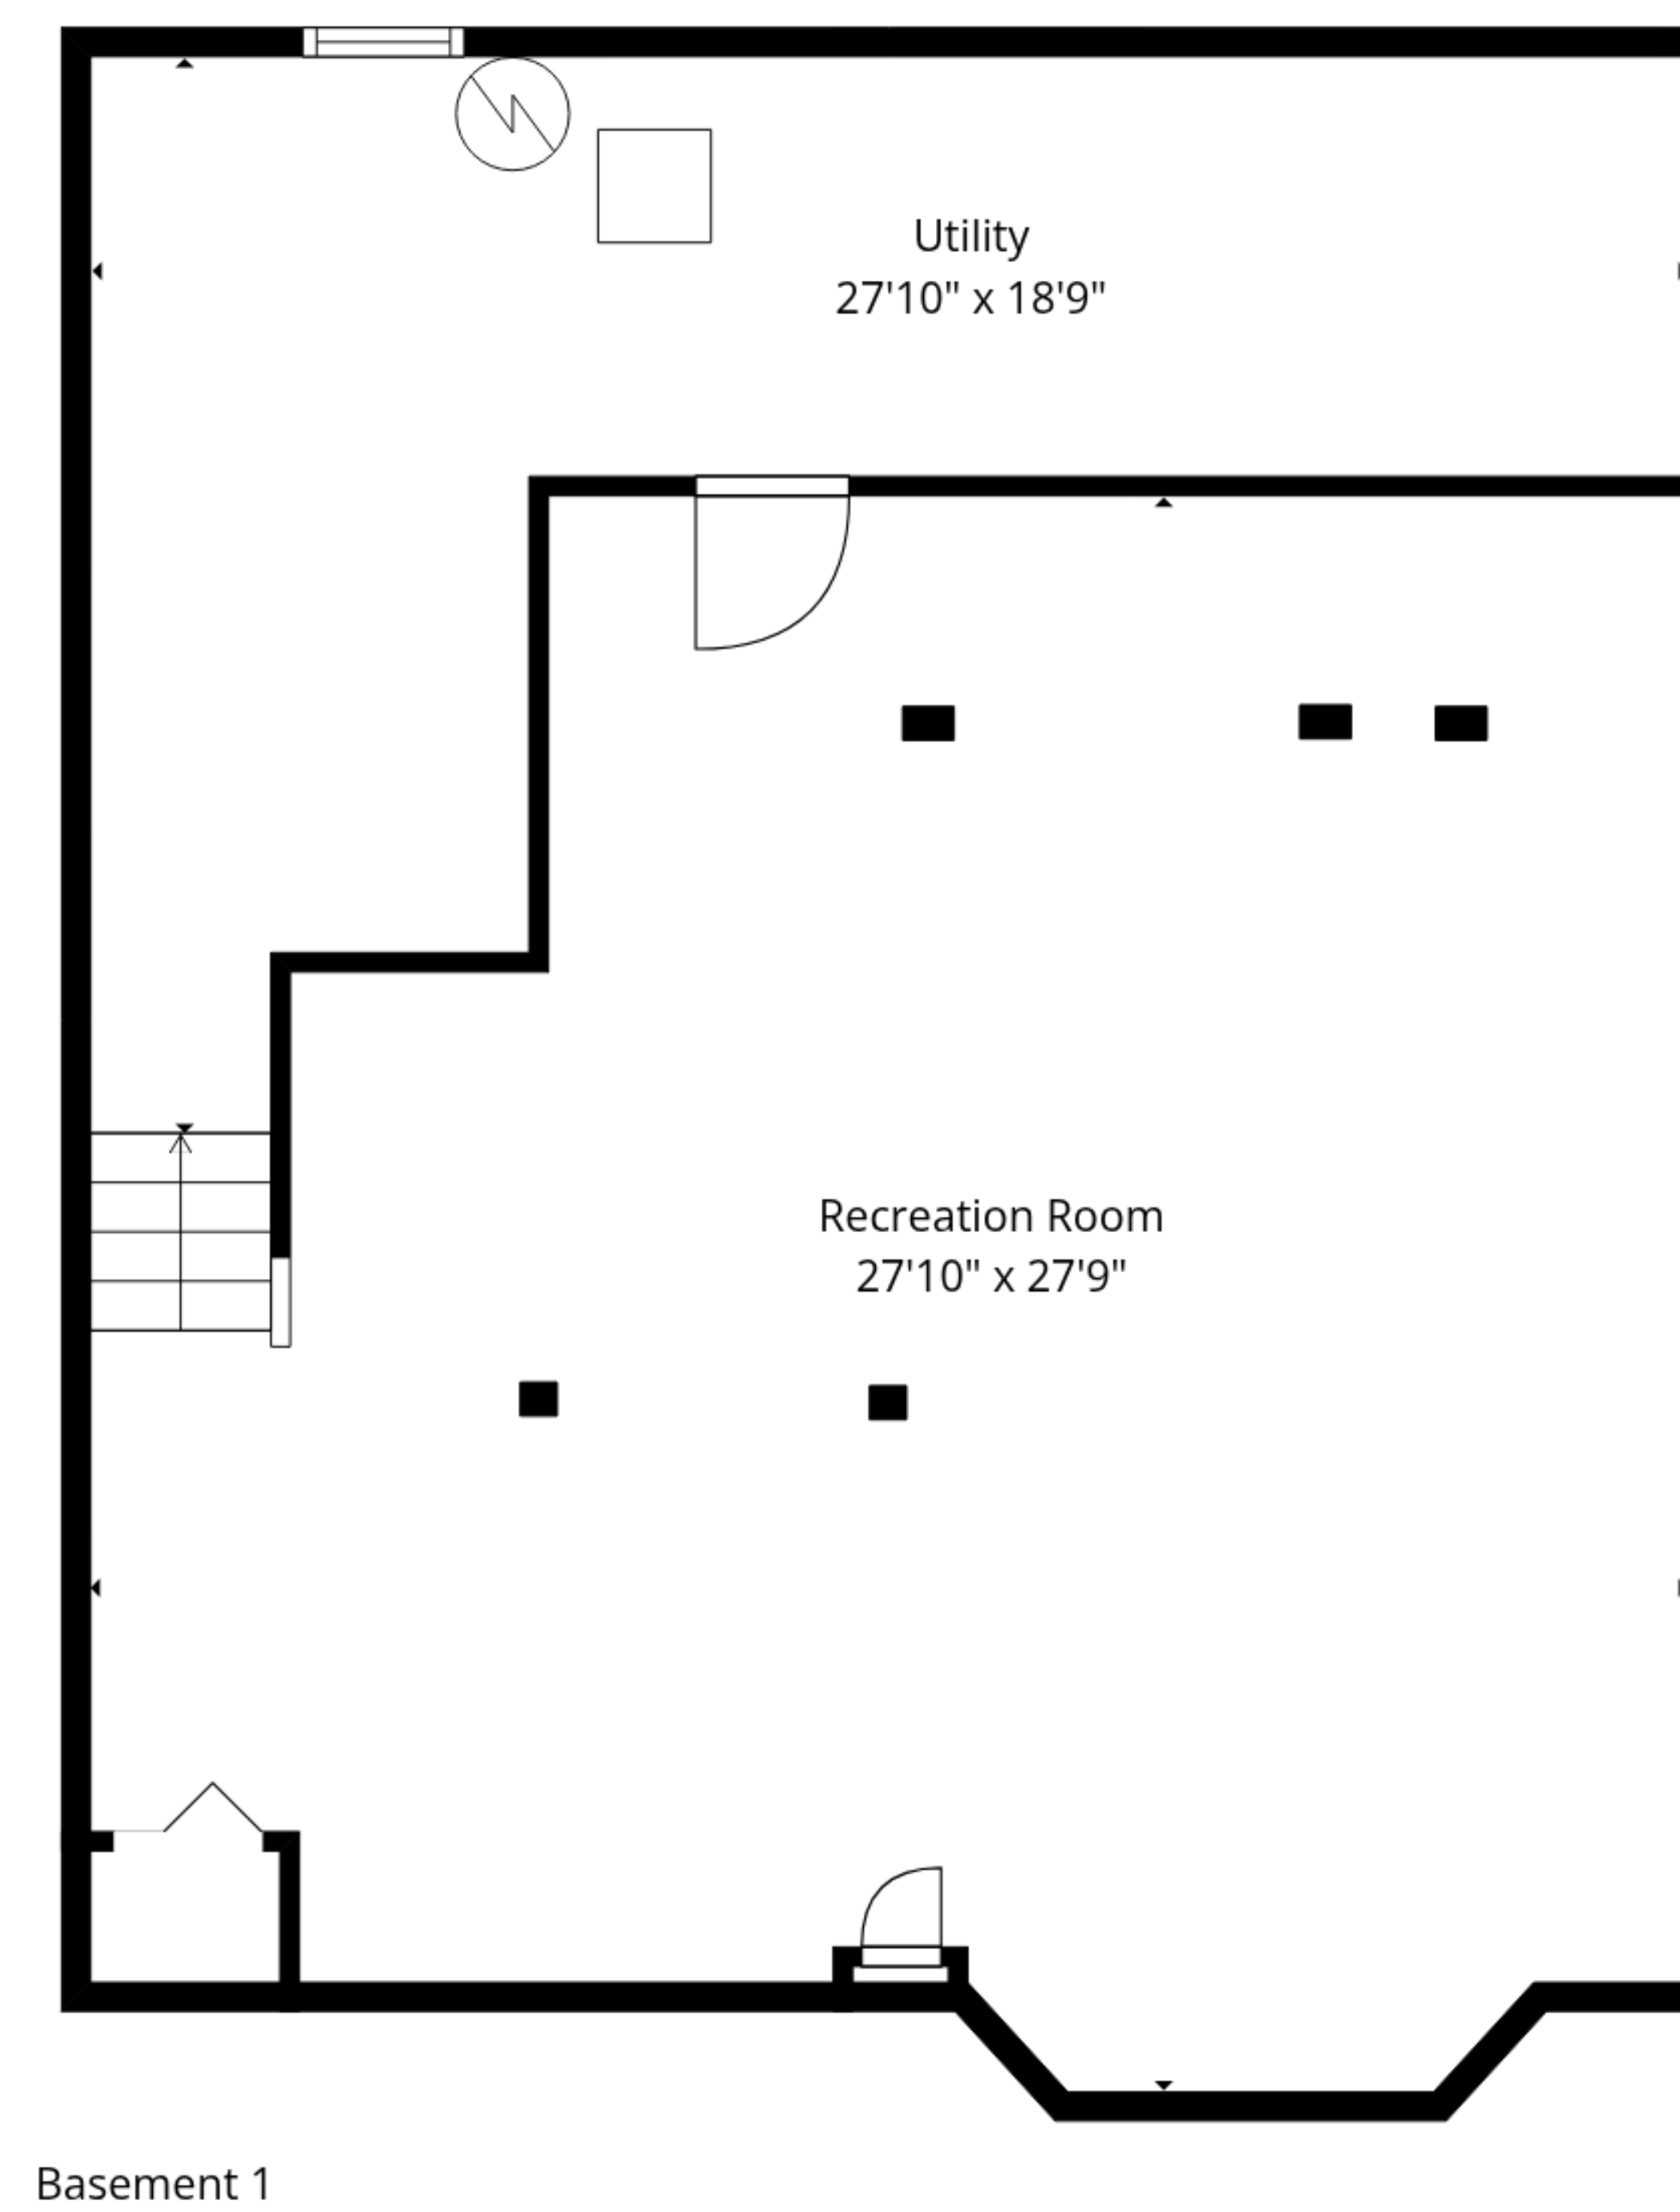 Utility
27'10" x 18'9"
Recreation Room
27'10" x 27'9"
Basement 1